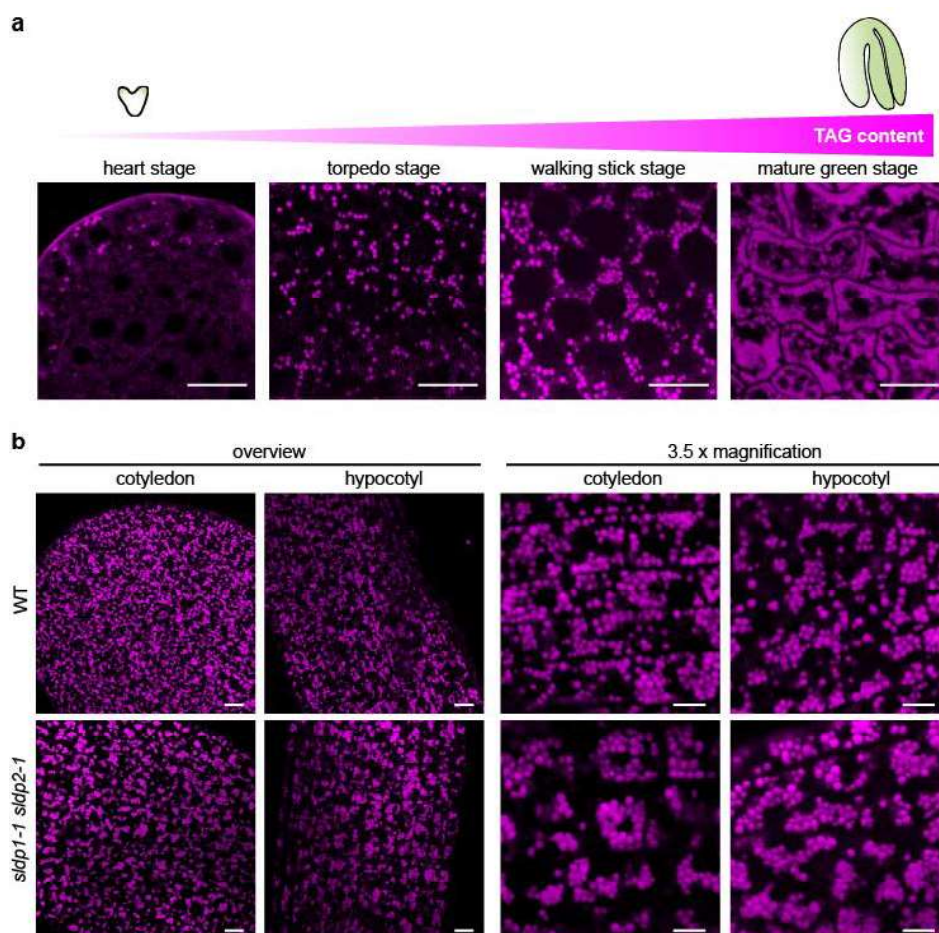 a
TAG content
heart stage
torpedo stage
walking stick stage
mature green stage
b
overview
3.5 x magnification
cotyledon
hypocotyl
cotyledon
hypocotyl
WT
sldp1-1 sldp2-1